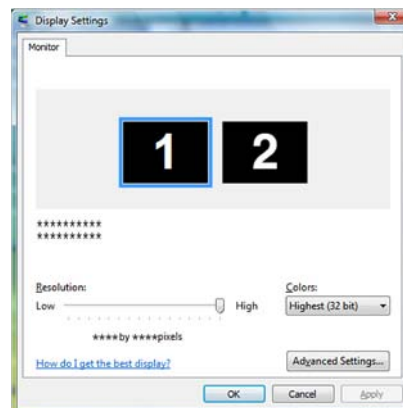 Display Settings
Monitor
1 2
**********
**********
Resolution: Colors:
Low High Highest (32 bit)
****by ****pixels
How do I get the best display? Advanced Settings...
OK Cancel Apply